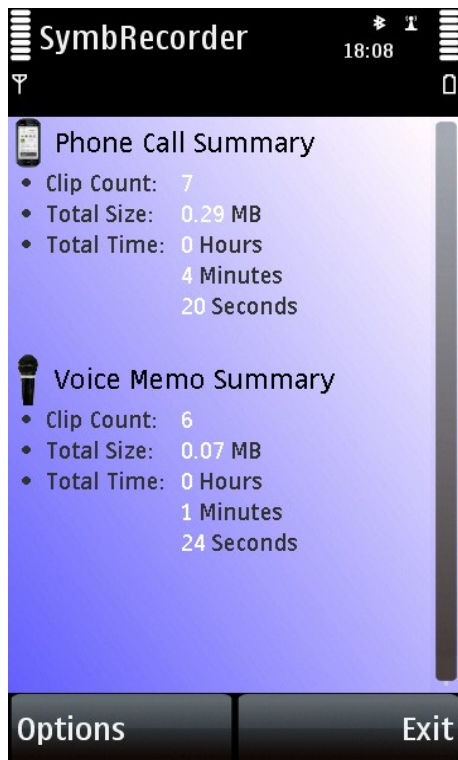 SymbRecorder
18:08
Phone Call Summary
• Clip Count: 7
• Total Size: 0.29 MB
• Total Time: 0 Hours
4 Minutes
20 Seconds
Voice Memo Summary
• Clip Count: 6
• Total Size: 0.07 MB
• Total Time: 0 Hours
1 Minutes
24 Seconds
Options Exit